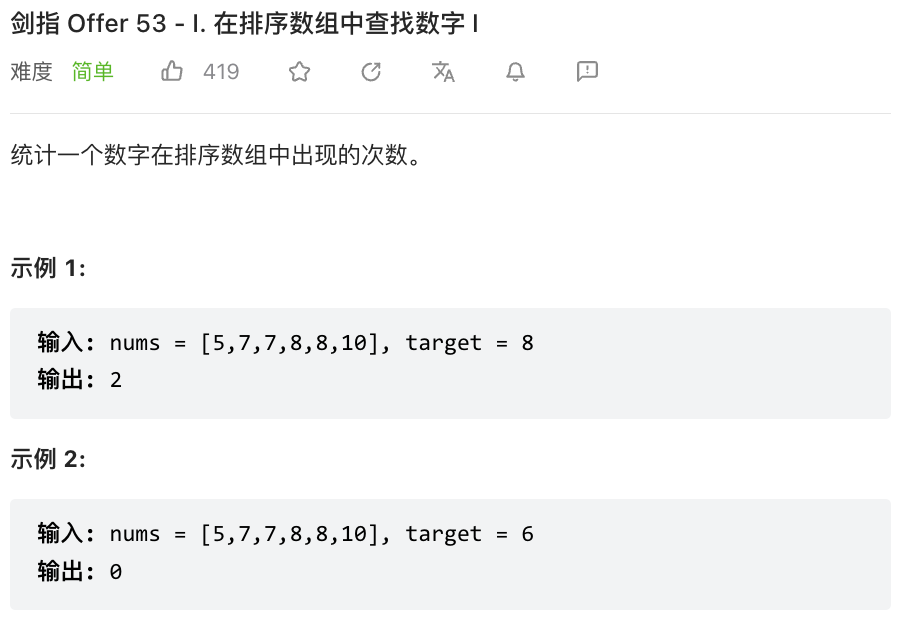 剑指 Offer 53 - I. 在排序数组中查找数字 I
难度 简单 419
统计一个数字在排序数组中出现的次数。
示例 1:
输入: nums = [5,7,7,8,8,10], target = 8
输出: 2
示例 2:
输入: nums = [5,7,7,8,8,10], target = 6
输出: 0